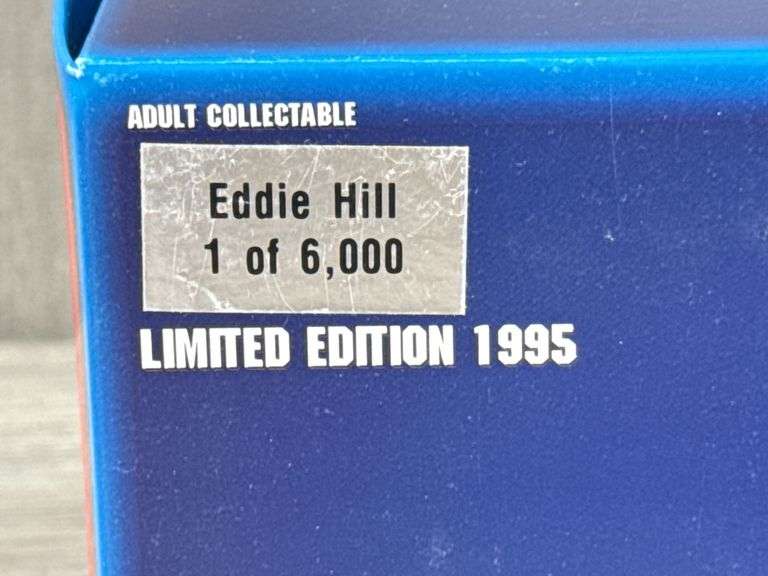 ADULT COLLECTABLE
Eddie Hill
1 of 6,000
LIMITED EDITION 1995